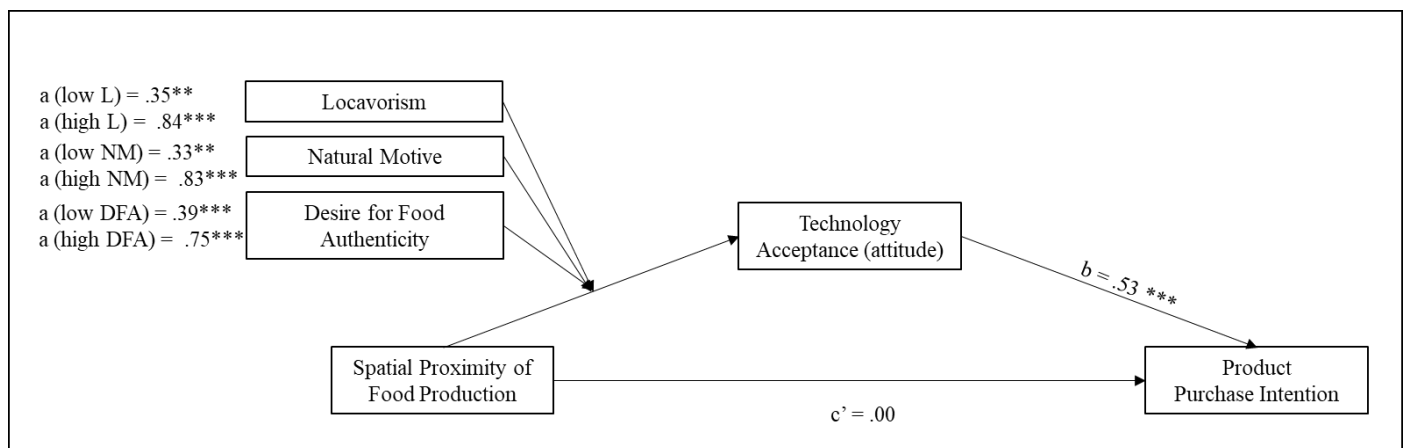 a (low L) = .35**
a (high L) = .84***
a (low NM) = .33**
a (high NM) = .83***
a (low DFA) = .39***
a (high DFA) = .75***
Locavorism
Natural Motive
Desire for Food
Authenticity
Technology
Acceptance (attitude)
b = .53 ***
Spatial Proximity of
Food Production
Product
Purchase Intention
c’ = .00